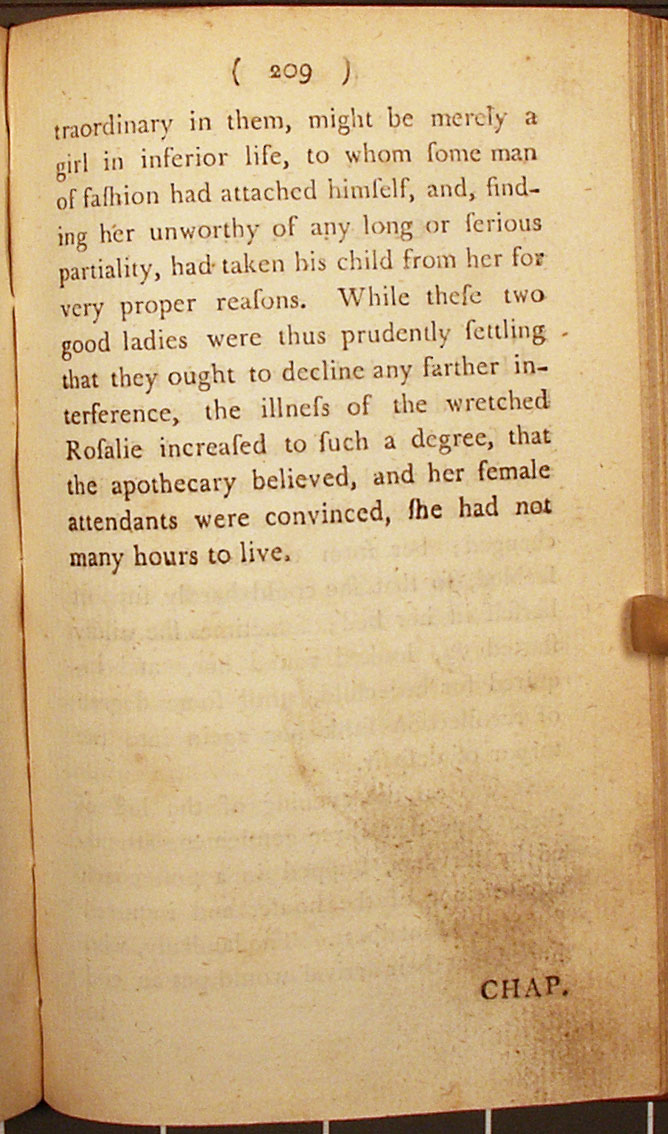 ( 209 )
traordinary in them, might be merely a
girl in inferior life, to whom ſome man
of faſhion had attached himſelf, and, find-
ing her unworthy of any long or ſerious
partiality, had taken his child from her for
very proper reaſons. While theſe two
good ladies were thus prudently ſettling
that they ought to decline any farther in-
terference, the illneſs of the wretched
Roſalie increaſed to ſuch a degree, that
the apothecary believed, and her female
attendants were convinced, ſhe had not
many hours to live.
CHAP.